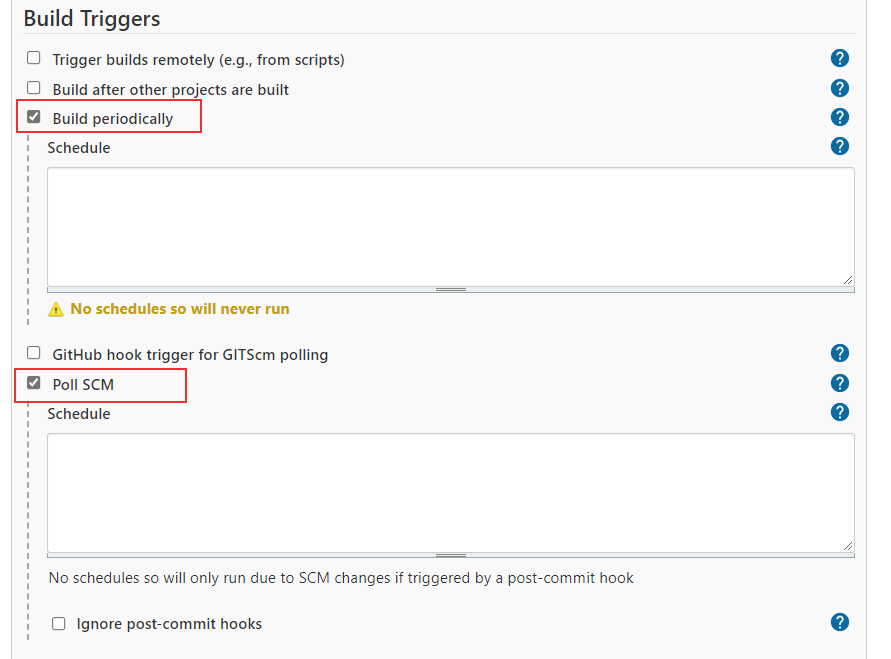 Build Triggers
Trigger builds remotely (e.g., from scripts)
Build after other projects are built
Build periodically
Schedule
No schedules so will never run
GitHub hook trigger for GITScm polling
Poll SCM
Schedule
No schedules so will only run due to SCM changes if triggered by a post-commit hook
Ignore post-commit hooks